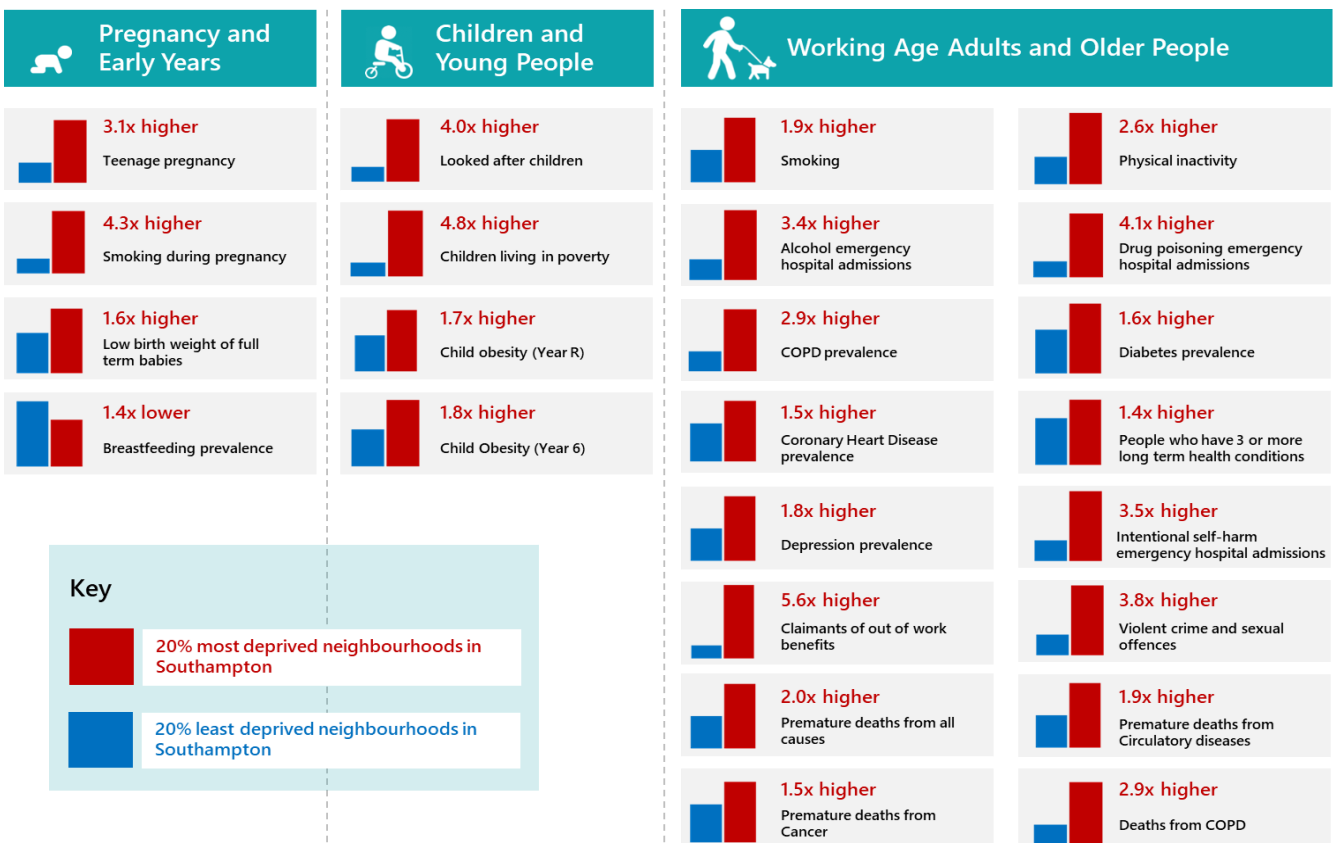 Pregnancy and
Early Years
3.1x higher
Teenage pregnancy
4.3x higher
Smoking during pregnancy
1.6x higher
Low birth weight of full
term babies
1.4x lower
Breastfeeding prevalence
Children and
Young People
4.0x higher
Looked after children
4.8x higher
Children living in poverty
1.7x higher
Child obesity (Year R)
1.8x higher
Child Obesity (Year 6)
Key
20% most deprived neighbourhoods in
Southampton
20% least deprived neighbourhoods in
Southampton
Working Age Adults and Older People
1.9x higher
Smoking
3.4x higher
Alcohol emergency
hospital admissions
2.9x higher
COPD prevalence
1.5x higher
Coronary Heart Disease
prevalence
1.8x higher
Depression prevalence
5.6x higher
Claimants of out of work
benefits
2.0x higher
Premature deaths from all
causes
1.5x higher
Premature deaths from
Cancer
2.6x higher
Physical inactivity
4.1x higher
Drug poisoning emergency
hospital admissions
1.6x higher
Diabetes prevalence
1.4x higher
People who have 3 or more
long term health conditions
3.5x higher
Intentional self-harm
emergency hospital admissions
3.8x higher
Violent crime and sexual
offences
1.9x higher
Premature deaths from
Circulatory diseases
2.9x higher
Deaths from COPD